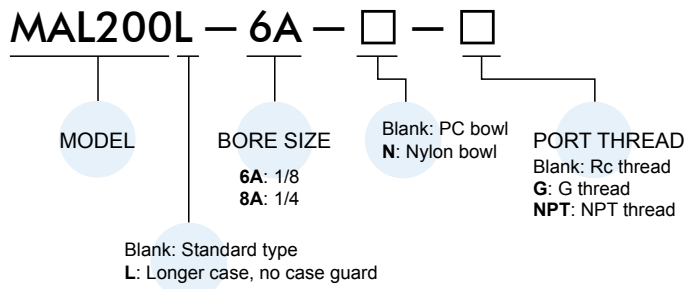 MAL200L – 6A – □ – □
MODEL
BORE SIZE
6A: 1/8
8A: 1/4
Blank: PC bowl
N: Nylon bowl
PORT THREAD
Blank: Rc thread
G: G thread
NPT: NPT thread
Blank: Standard type
L: Longer case, no case guard